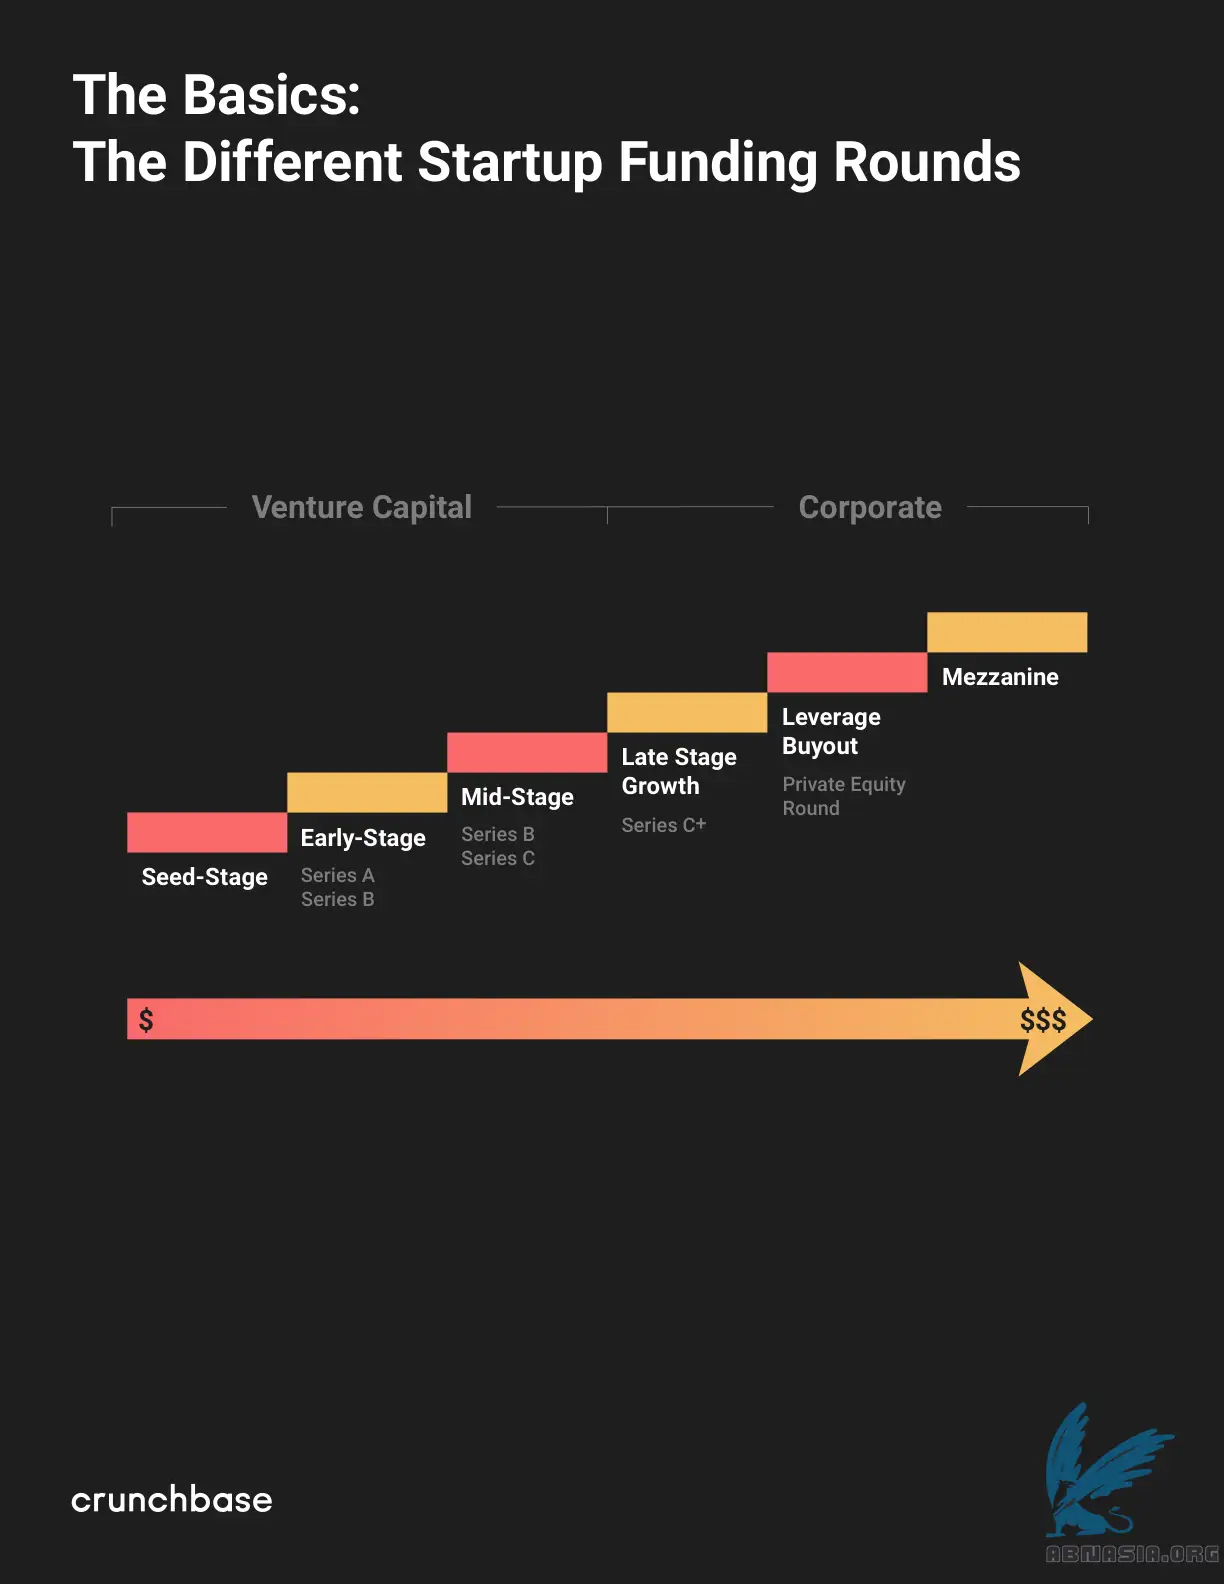 The Basics:
The Different Startup Funding Rounds
Venture Capital
Corporate
Mezzanine
Leverage
Buyout
Private Equity
Round
Late Stage
Growth
Series C+
Mid-Stage
Series B
Series C
Early-Stage
Series A
Series B
Seed-Stage
$
$$$
crunchbase
ABNASIA.ORG